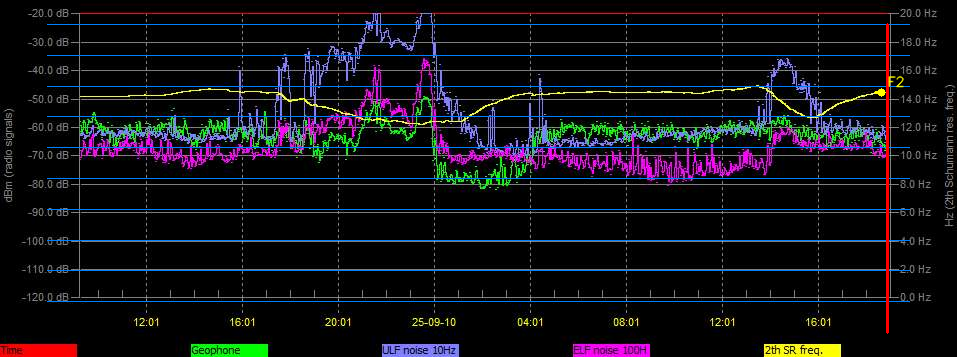 -20.0 dB 20.0 Hz
-30.0 dB 18.0 Hz
-40.0 dB 16.0 Hz
F2
-50.0 dB 14.0 Hz
-60.0 dB 12.0 Hz
-70.0 dB 10.0 Hz
-80.0 dB 8.0 Hz
-90.0 dB 6.0 Hz
-100.0 dB 4.0 Hz
-110.0 dB 2.0 Hz
-120.0 dB 0.0 Hz
dBm (radio signals)
Hz (2th Schumann res. freq.)
12:01 16:01 20:01 25-09-10 04:01 08:01 12:01 16:01
Time Geophone ULF noise 10Hz ELF noise 100H 2th SR freq.